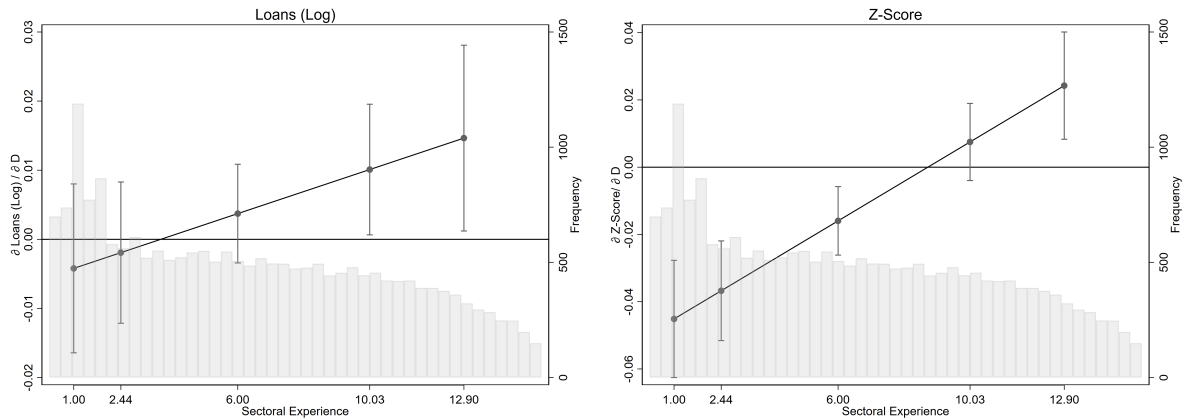 Loans (Log)
0.03
0.02
0.01
0.00
-0.01
-0.02
∂ Loans (Log) / ∂ D
1500
1000
500
0
Frequency
1.00 2.44 6.00 10.03 12.90
Sectoral Experience
Z-Score
0.04
0.02
0.00
-0.02
-0.04
-0.06
∂ Z-Score/ ∂ D
1500
1000
500
0
Frequency
1.00 2.44 6.00 10.03 12.90
Sectoral Experience